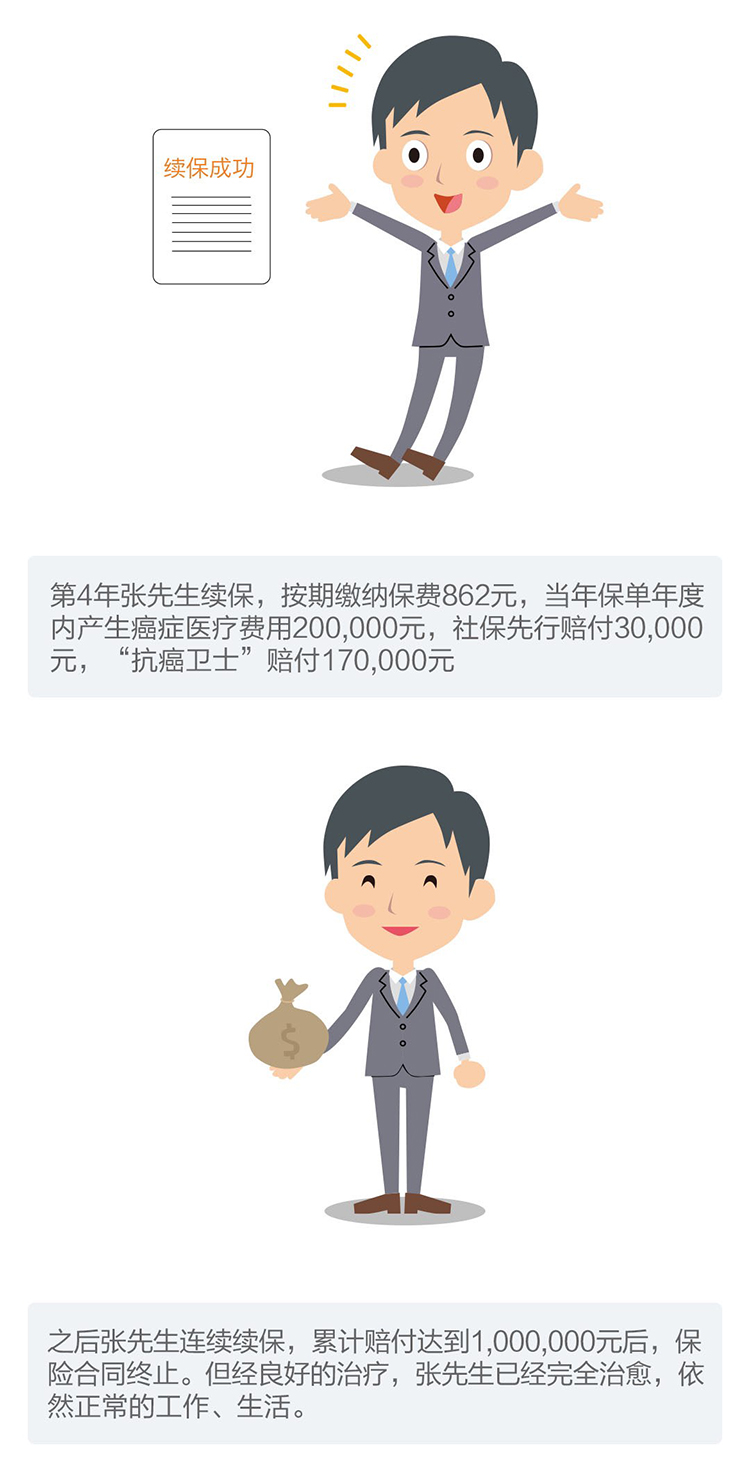 续保成功
第4年张先生续保，按期缴纳保费862元，当年保单年度
内产生癌症医疗费用200,000元，社保先行赔付30,000
元，“抗癌卫士”赔付170,000元
$
之后张先生连续续保，累计赔付达到1,000,000元后，保
险合同终止。但经良好的治疗，张先生已经完全治愈，依
然正常的工作、生活。